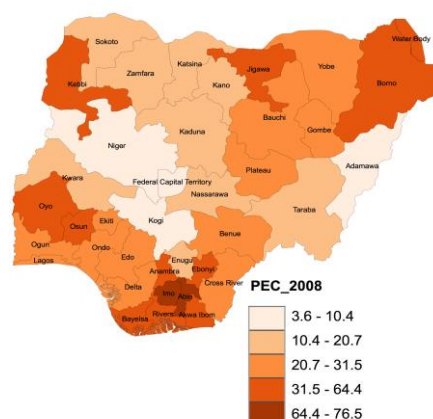 Sokoto
Water Body
Katsina
Jigawa
Yobe
Zamfara
Kano
Borno
Kebbi
Bauchi
Gombe
Kaduna
Niger
Adamawa
Plateau
Federal Capital Territory
Kwara
Nassarawa
Oyo
Taraba
Kogi
Osun
Ekiti
Benue
Ogun
Ondo
Edo
Enugu
Lagos
Anambra
Ebonyi
Cross River
Delta
Imo
Abia
Bayelsa
Rivers
Akwa Ibom
PEC_2008
3.6 - 10.4
10.4 - 20.7
20.7 - 31.5
31.5 - 64.4
64.4 - 76.5